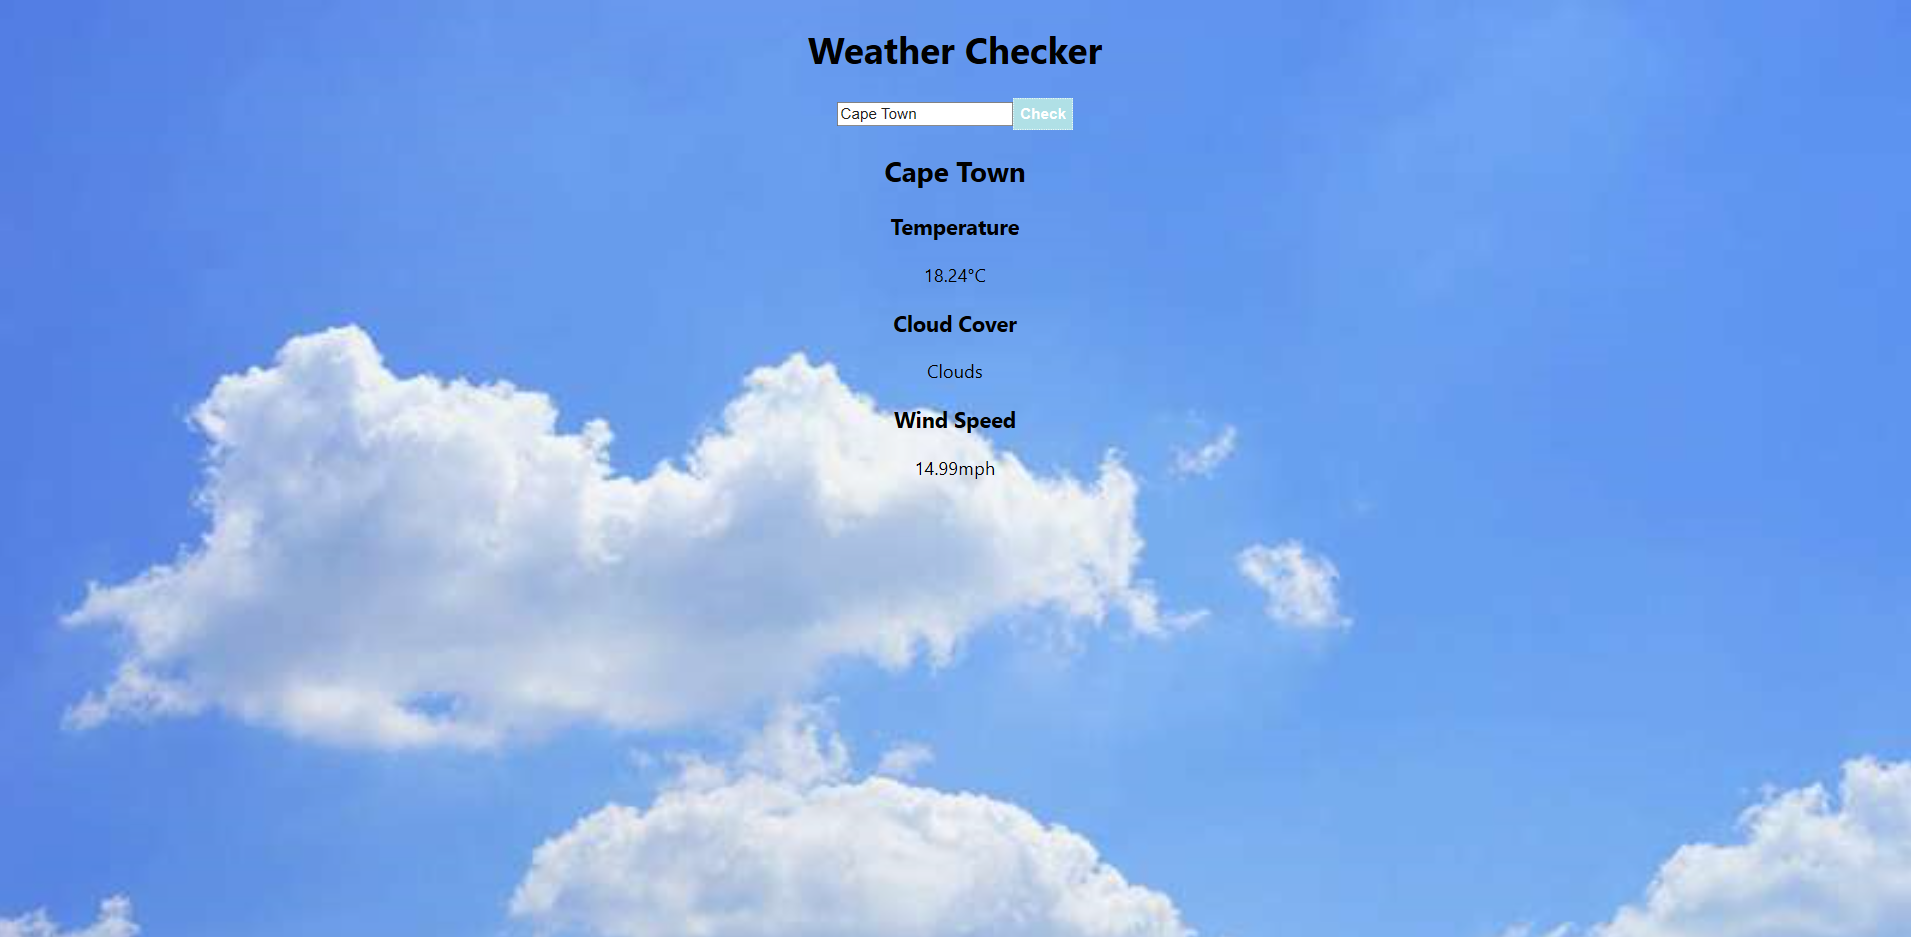 Weather Checker
Cape Town Check
Cape Town
Temperature
18.24°C
Cloud Cover
Clouds
Wind Speed
14.99mph